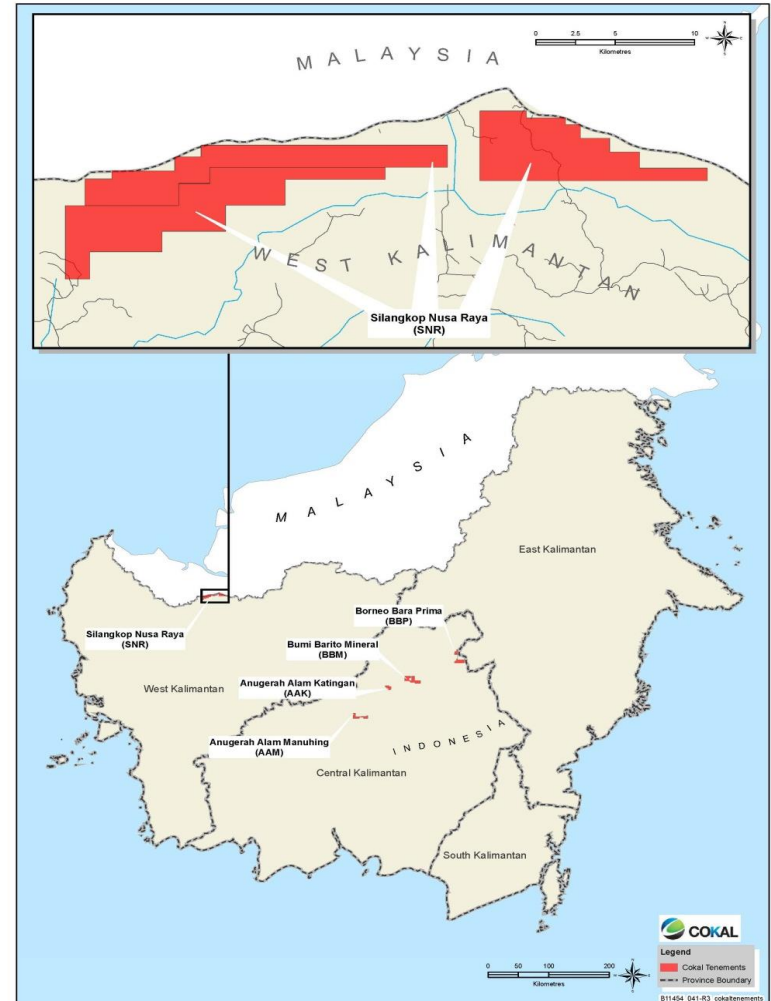 MALAYSIA
0 2.5 5 10
Kilometres
WEST KALIMANTAN
Silangkop Nusa Raya
(SNR)
MALAYSIA
East Kalimantan
Borneo Bara Prima
(BBP)
Silangkop Nusa Raya
(SNR)
Bumi Barito Mineral
(BBM)
West Kalimantan
Anugerah Alam Katingan
(AAK)
Anugerah Alam Manuhing
(AAM)
INDONESIA
Central Kalimantan
South Kalimantan
COKAL
Legend
Cokal Tenements
Province Boundary
0 50 100 200
Kilometres
B11454_041-R3_cokaltenements